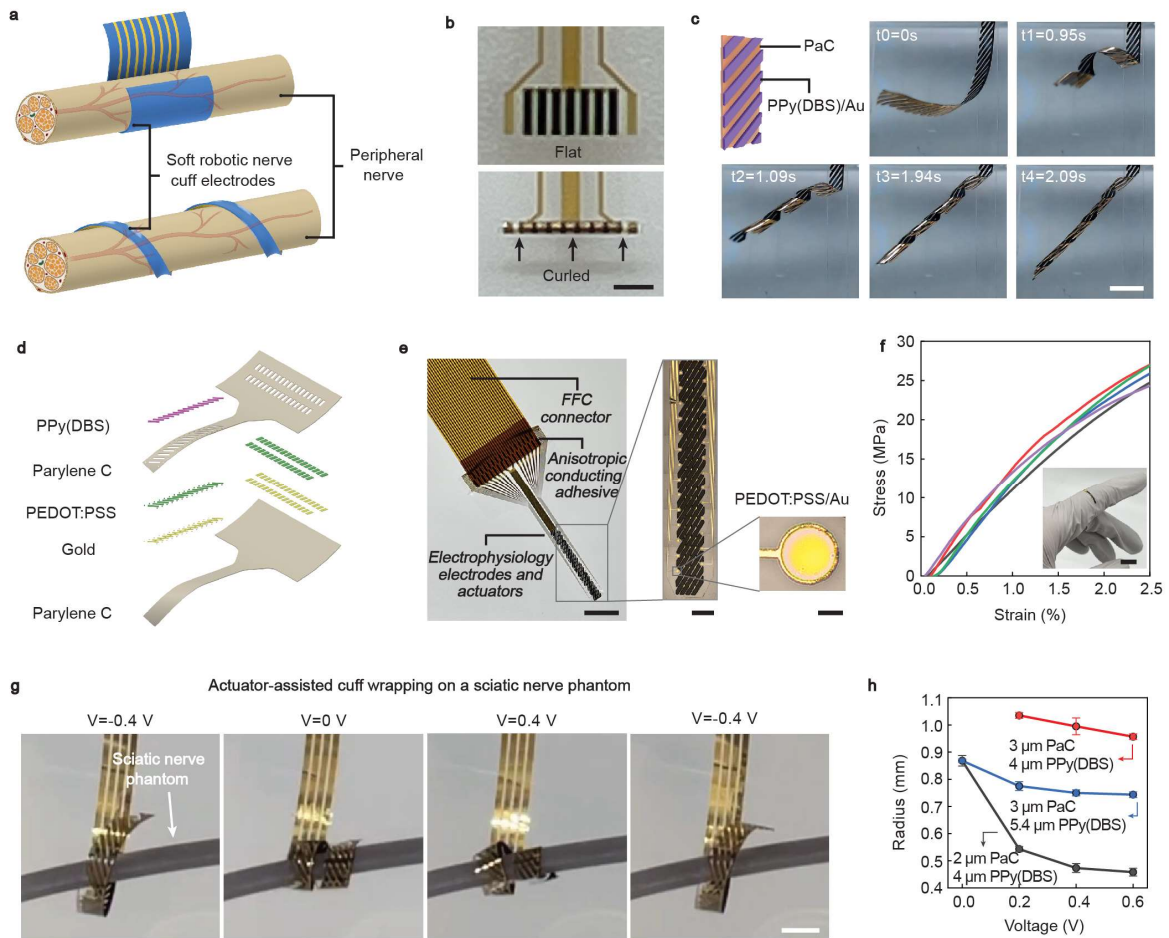 a
Soft robotic nerve
cuff electrodes
Peripheral
nerve
b
Flat
Curled
c
PaC
PPy(DBS)/Au
t0=0s
t1=0.95s
t2=1.09s
t3=1.94s
t4=2.09s
d
PPy(DBS)
Parylene C
PEDOT:PSS
Gold
Parylene C
e
FFC
connector
Anisotropic
conducting
adhesive
Electrophysiology
electrodes and
actuators
PEDOT:PSS/Au
f
Stress (MPa)
30
25
20
15
10
5
0
0.0
0.5
1.0
1.5
2.0
2.5
Strain (%)
g
Actuator-assisted cuff wrapping on a sciatic nerve phantom
V=-0.4 V
V=0 V
V=0.4 V
V=-0.4 V
Sciatic nerve
phantom
h
Radius (mm)
1.1
1.0
0.9
0.8
0.7
0.6
0.5
0.4
3 μm PaC
4 μm PPy(DBS)
3 μm PaC
5.4 μm PPy(DBS)
2 μm PaC
4 μm PPy(DBS)
0.0
0.2
0.4
0.6
Voltage (V)